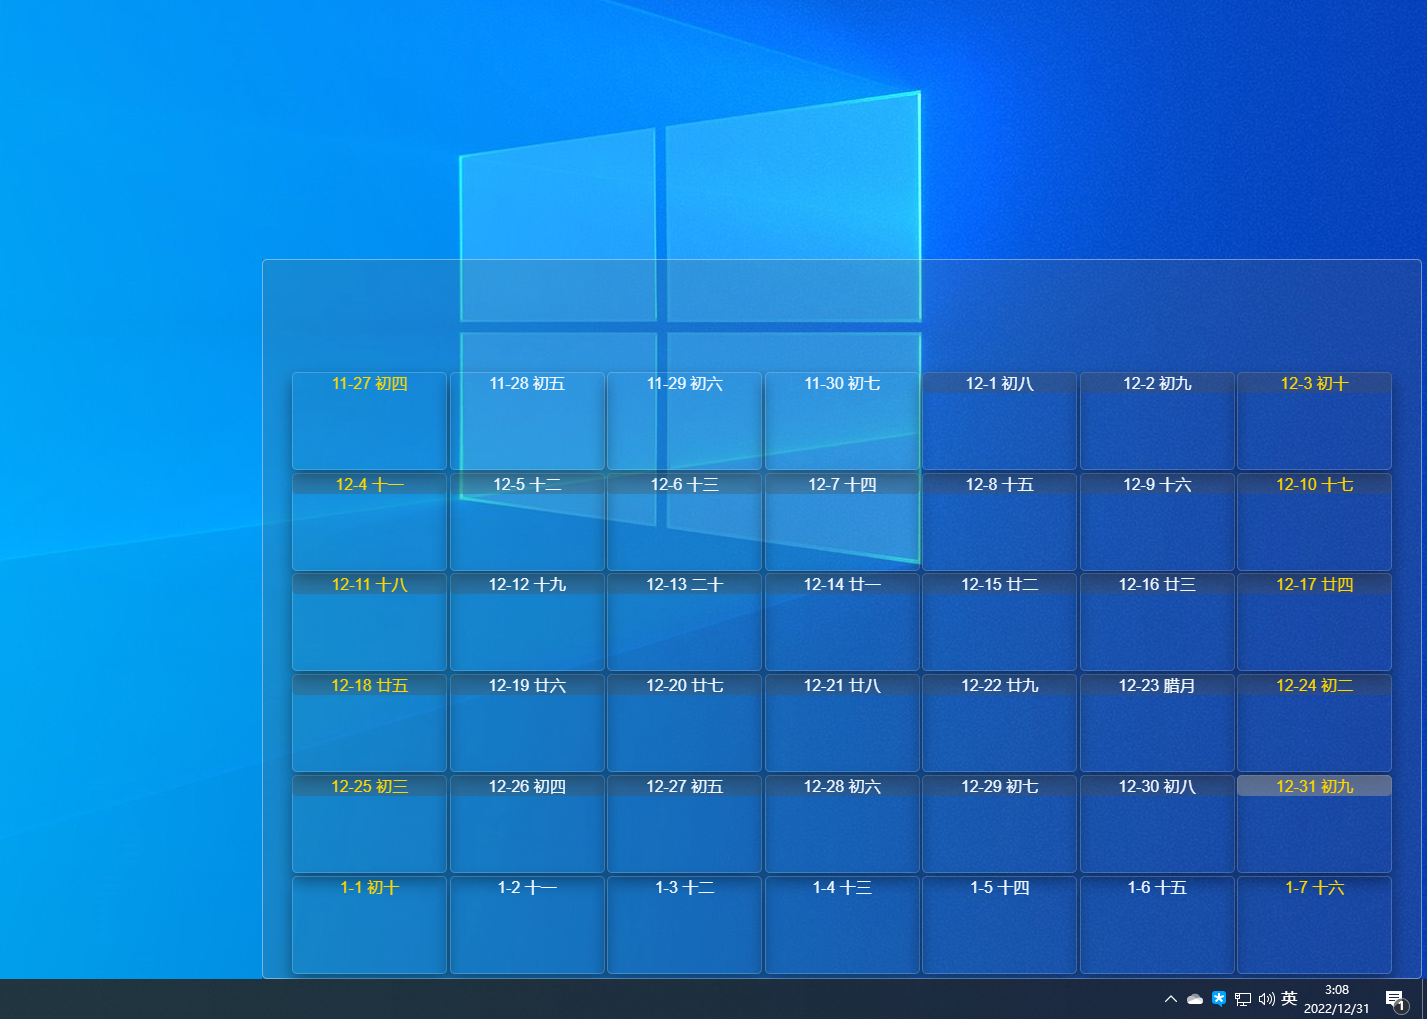 11-27 初四
11-28 初五
11-29 初六
11-30 初七
12-1 初八
12-2 初九
12-3 初十
12-4 十一
12-5 十二
12-6 十三
12-7 十四
12-8 十五
12-9 十六
12-10 十七
12-11 十八
12-12 十九
12-13 二十
12-14 廿一
12-15 廿二
12-16 廿三
12-17 廿四
12-18 廿五
12-19 廿六
12-20 廿七
12-21 廿八
12-22 廿九
12-23 腊月
12-24 初二
12-25 初三
12-26 初四
12-27 初五
12-28 初六
12-29 初七
12-30 初八
12-31 初九
1-1 初十
1-2 十一
1-3 十二
1-4 十三
1-5 十四
1-6 十五
1-7 十六
英
3:08
2022/12/31
1